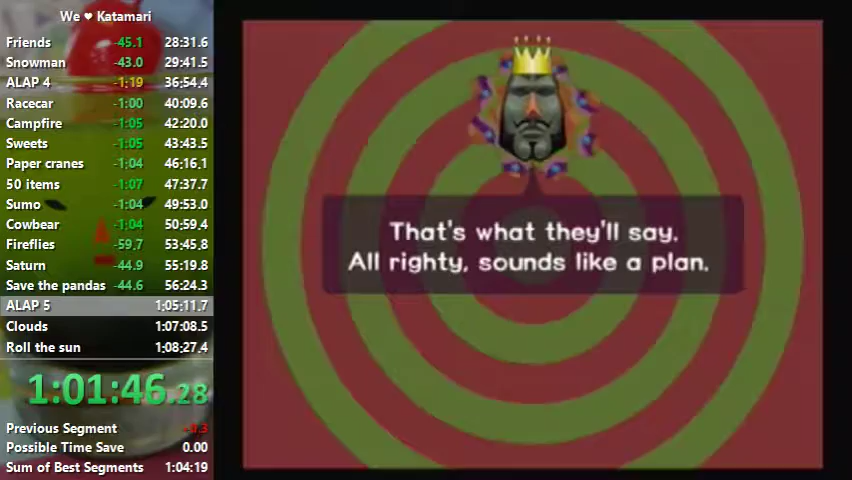 We ♥ Katamari
Friends -45.1 28:31.6
Snowman -43.0 29:41.5
ALAP 4 -1:19 36:54.4
Racecar -1:00 40:09.6
Campfire -1:05 42:20.0
Sweets -1:05 43:43.5
Paper cranes -1:04 46:16.1
50 items -1:07 47:37.7
Sumo -1:04 49:53.0
Cowbear -1:04 50:59.4
Fireflies -59.7 53:45.8
Saturn -44.9 55:19.8
Save the pandas -44.6 56:24.3
ALAP 5 1:05:11.7
Clouds 1:07:08.5
Roll the sun 1:08:27.4
1:01:46.28
Previous Segment -0.3
Possible Time Save 0.00
Sum of Best Segments 1:04:19
That's what they'll say.
All righty, sounds like a plan.